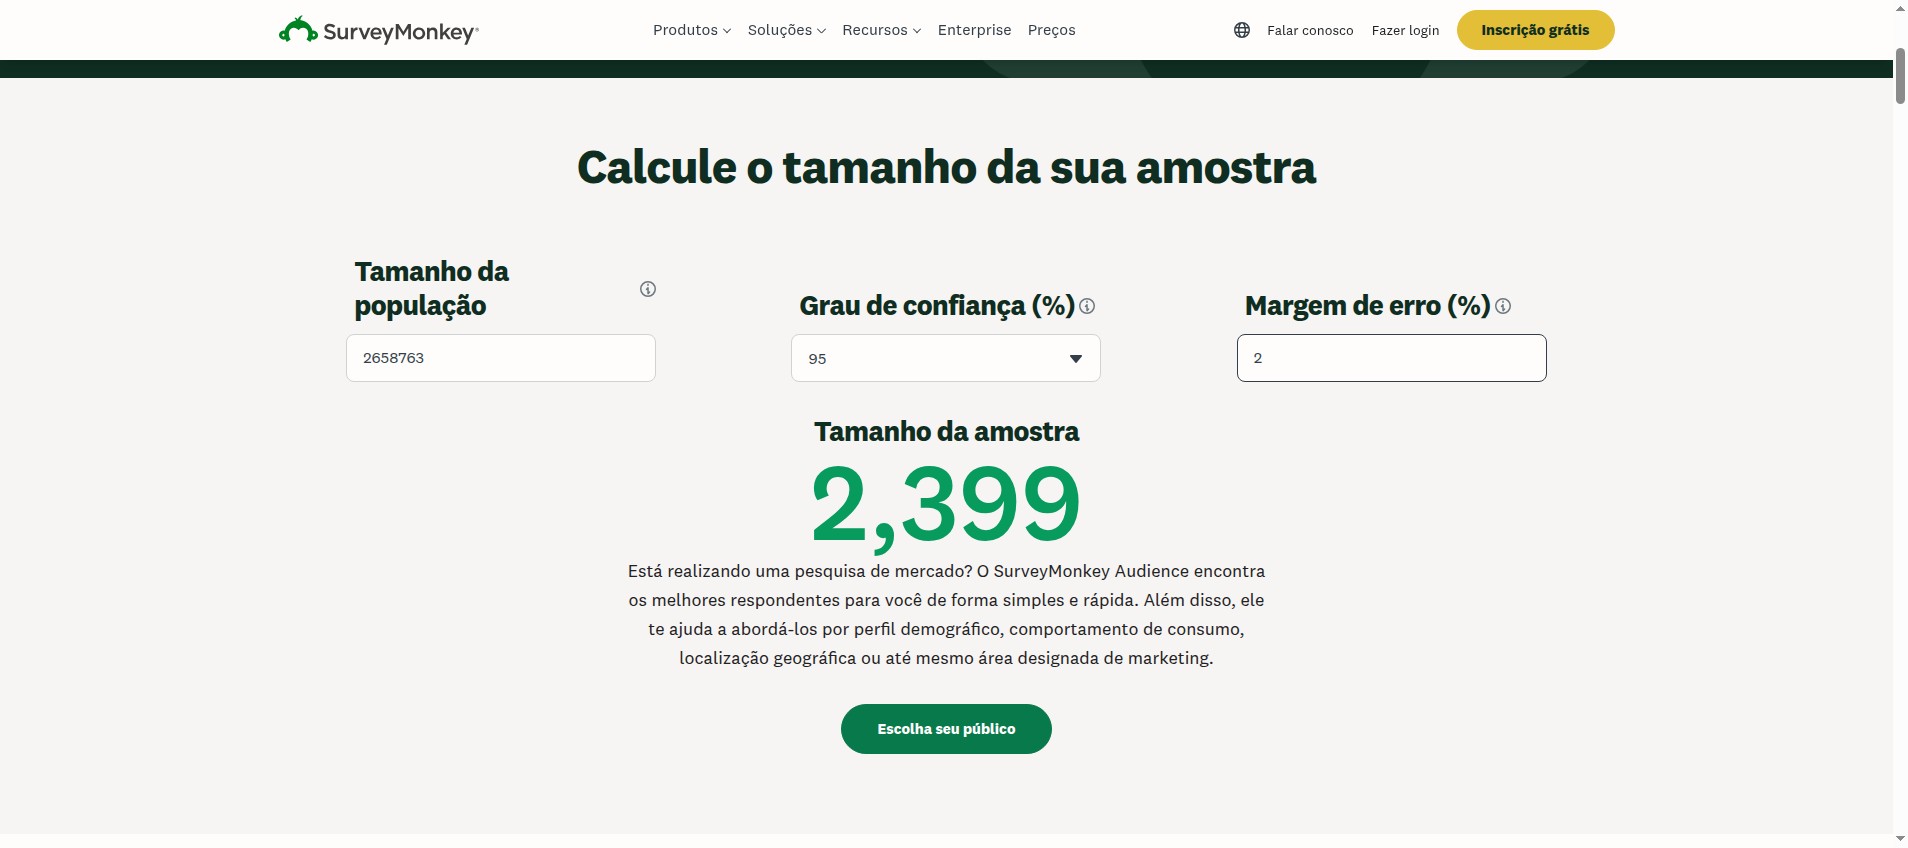 SurveyMonkey®
Produtos Soluções Recursos Enterprise Preços
Falar conosco Fazer login Inscrição grátis
Calcule o tamanho da sua amostra
Tamanho da
população
Grau de confiança (%)
Margem de erro (%)
2658763
95
2
Tamanho da amostra
2,399
Está realizando uma pesquisa de mercado? O SurveyMonkey Audience encontra
os melhores respondentes para você de forma simples e rápida. Além disso, ele
te ajuda a abordá-los por perfil demográfico, comportamento de consumo,
localização geográfica ou até mesmo área designada de marketing.
Escolha seu público